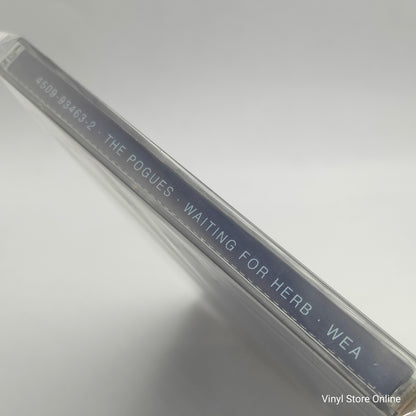 4509-93463-2 · THE POGUES · WAITING FOR HERB · WEA
Vinyl Store Online